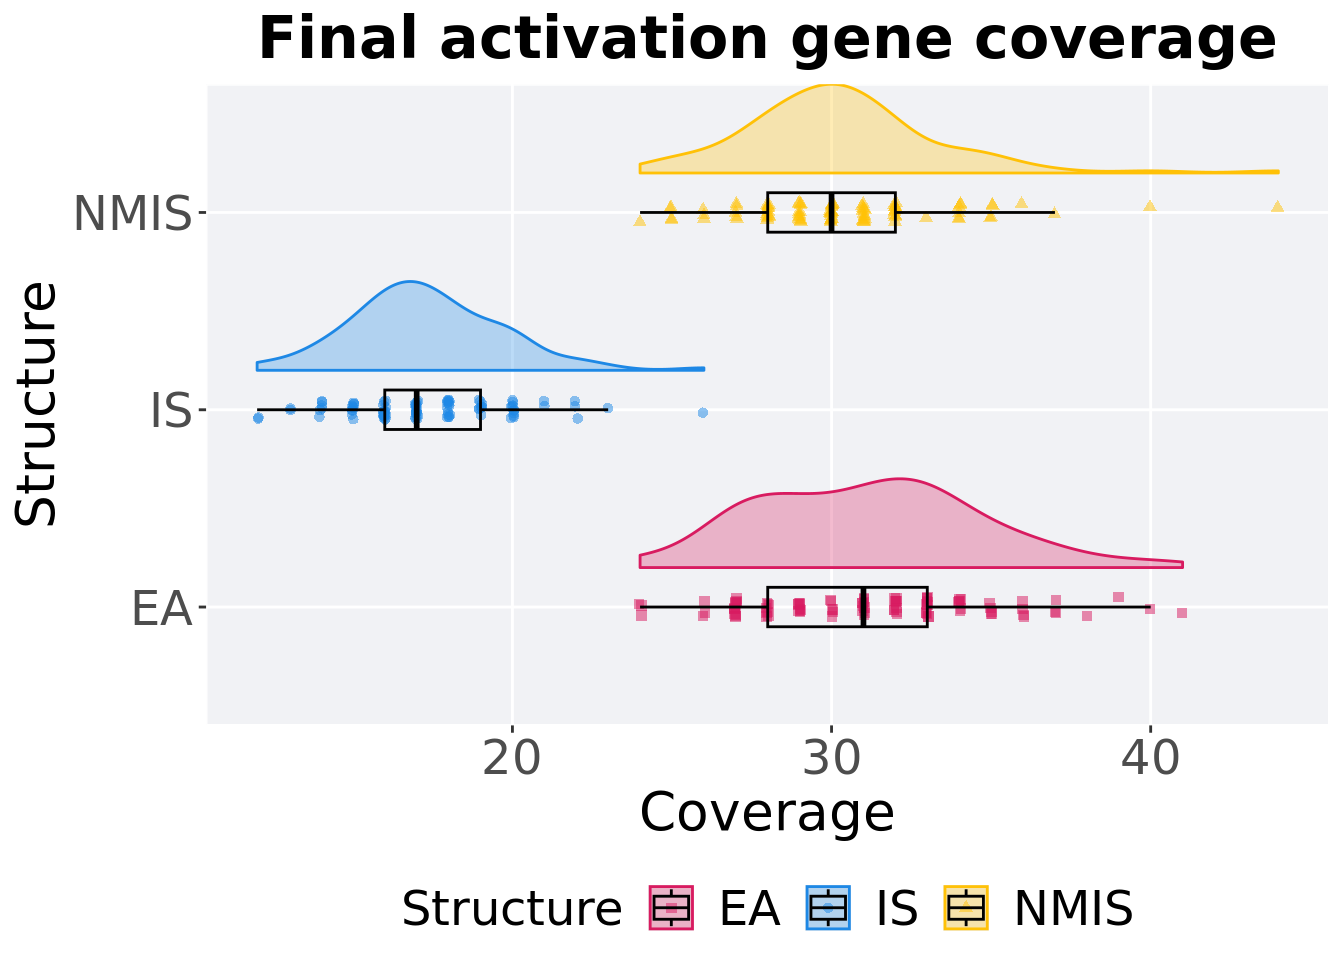 Final activation gene coverage
Structure
NMIS
IS
EA
20 30 40
Coverage
Structure EA IS NMIS